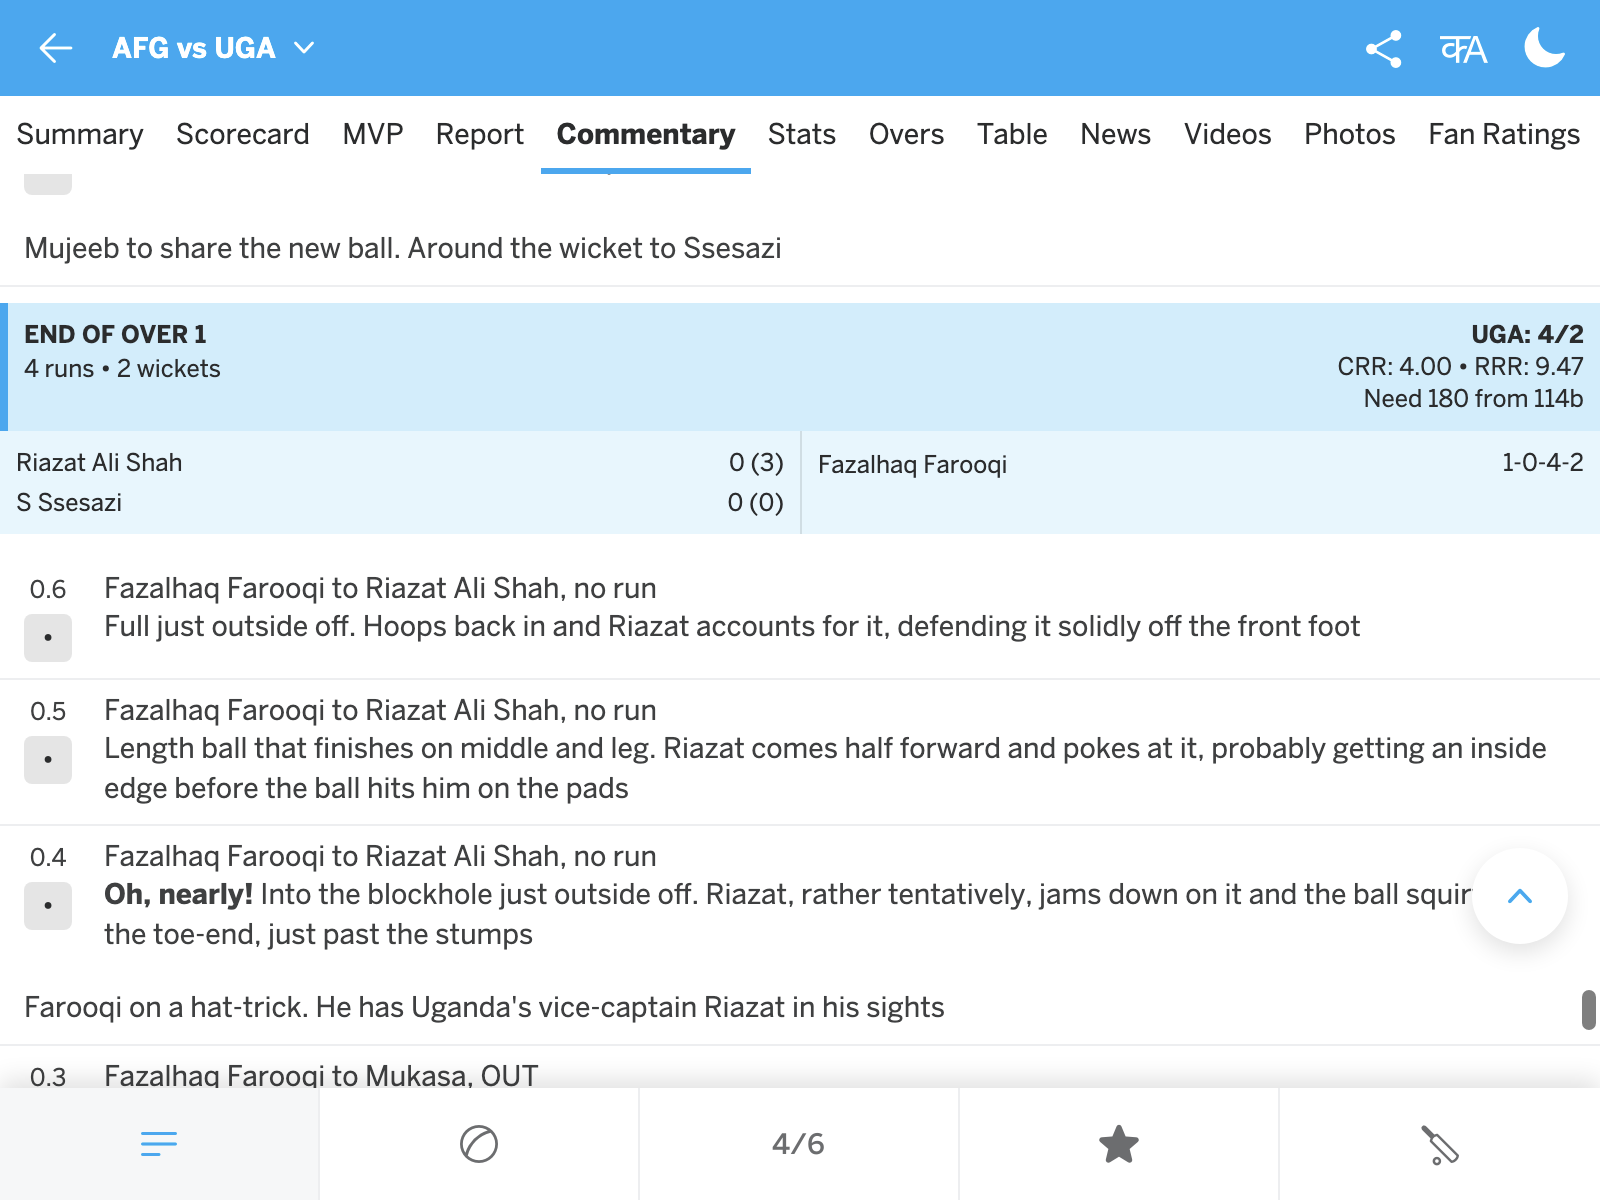 AFG vs UGA
कA
Summary Scorecard MVP Report Commentary Stats Overs Table News Videos Photos Fan Ratings
Mujeeb to share the new ball. Around the wicket to Ssesazi
END OF OVER 1
4 runs • 2 wickets
UGA: 4/2
CRR: 4.00 • RRR: 9.47
Need 180 from 114b
Riazat Ali Shah 0 (3)
S Ssesazi 0 (0)
Fazalhaq Farooqi 1-0-4-2
0.6 Fazalhaq Farooqi to Riazat Ali Shah, no run
• Full just outside off. Hoops back in and Riazat accounts for it, defending it solidly off the front foot
0.5 Fazalhaq Farooqi to Riazat Ali Shah, no run
• Length ball that finishes on middle and leg. Riazat comes half forward and pokes at it, probably getting an inside
edge before the ball hits him on the pads
0.4 Fazalhaq Farooqi to Riazat Ali Shah, no run
• Oh, nearly! Into the blockhole just outside off. Riazat, rather tentatively, jams down on it and the ball
the toe-end, just past the stumps
Farooqi on a hat-trick. He has Uganda's vice-captain Riazat in his sights
0.3 Fazalhaq Farooqi to Mukasa, OUT
4/6